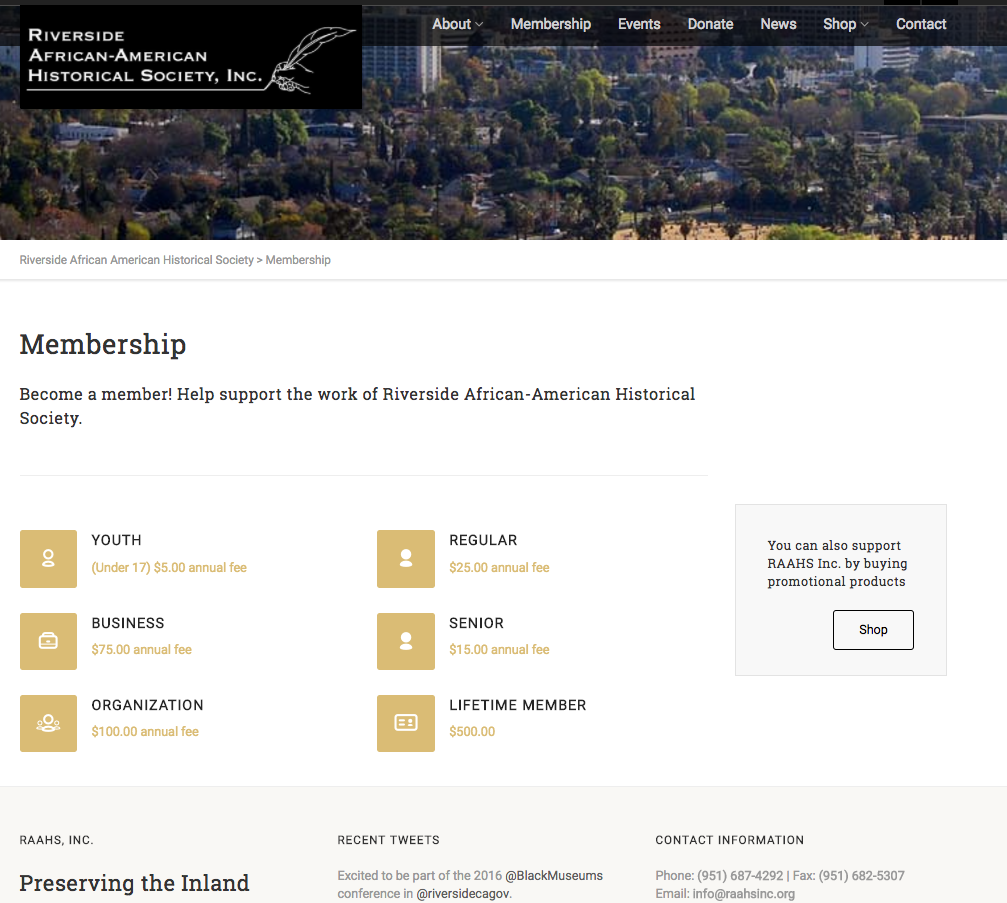 RIVERSIDE
AFRICAN-AMERICAN
HISTORICAL SOCIETY, INC.
About Membership Events Donate News Shop Contact
Riverside African American Historical Society > Membership
Membership
Become a member! Help support the work of Riverside African-American Historical
Society.
YOUTH
(Under 17) $5.00 annual fee
REGULAR
$25.00 annual fee
BUSINESS
$75.00 annual fee
SENIOR
$15.00 annual fee
ORGANIZATION
$100.00 annual fee
LIFETIME MEMBER
$500.00
You can also support
RAAHS Inc. by buying
promotional products
Shop
RAAHS, INC.
Preserving the Inland
RECENT TWEETS
Excited to be part of the 2016 @BlackMuseums
conference in @riversidecagov.
CONTACT INFORMATION
Phone: (951) 687-4292 | Fax: (951) 682-5307
Email: info@raahsinc.org